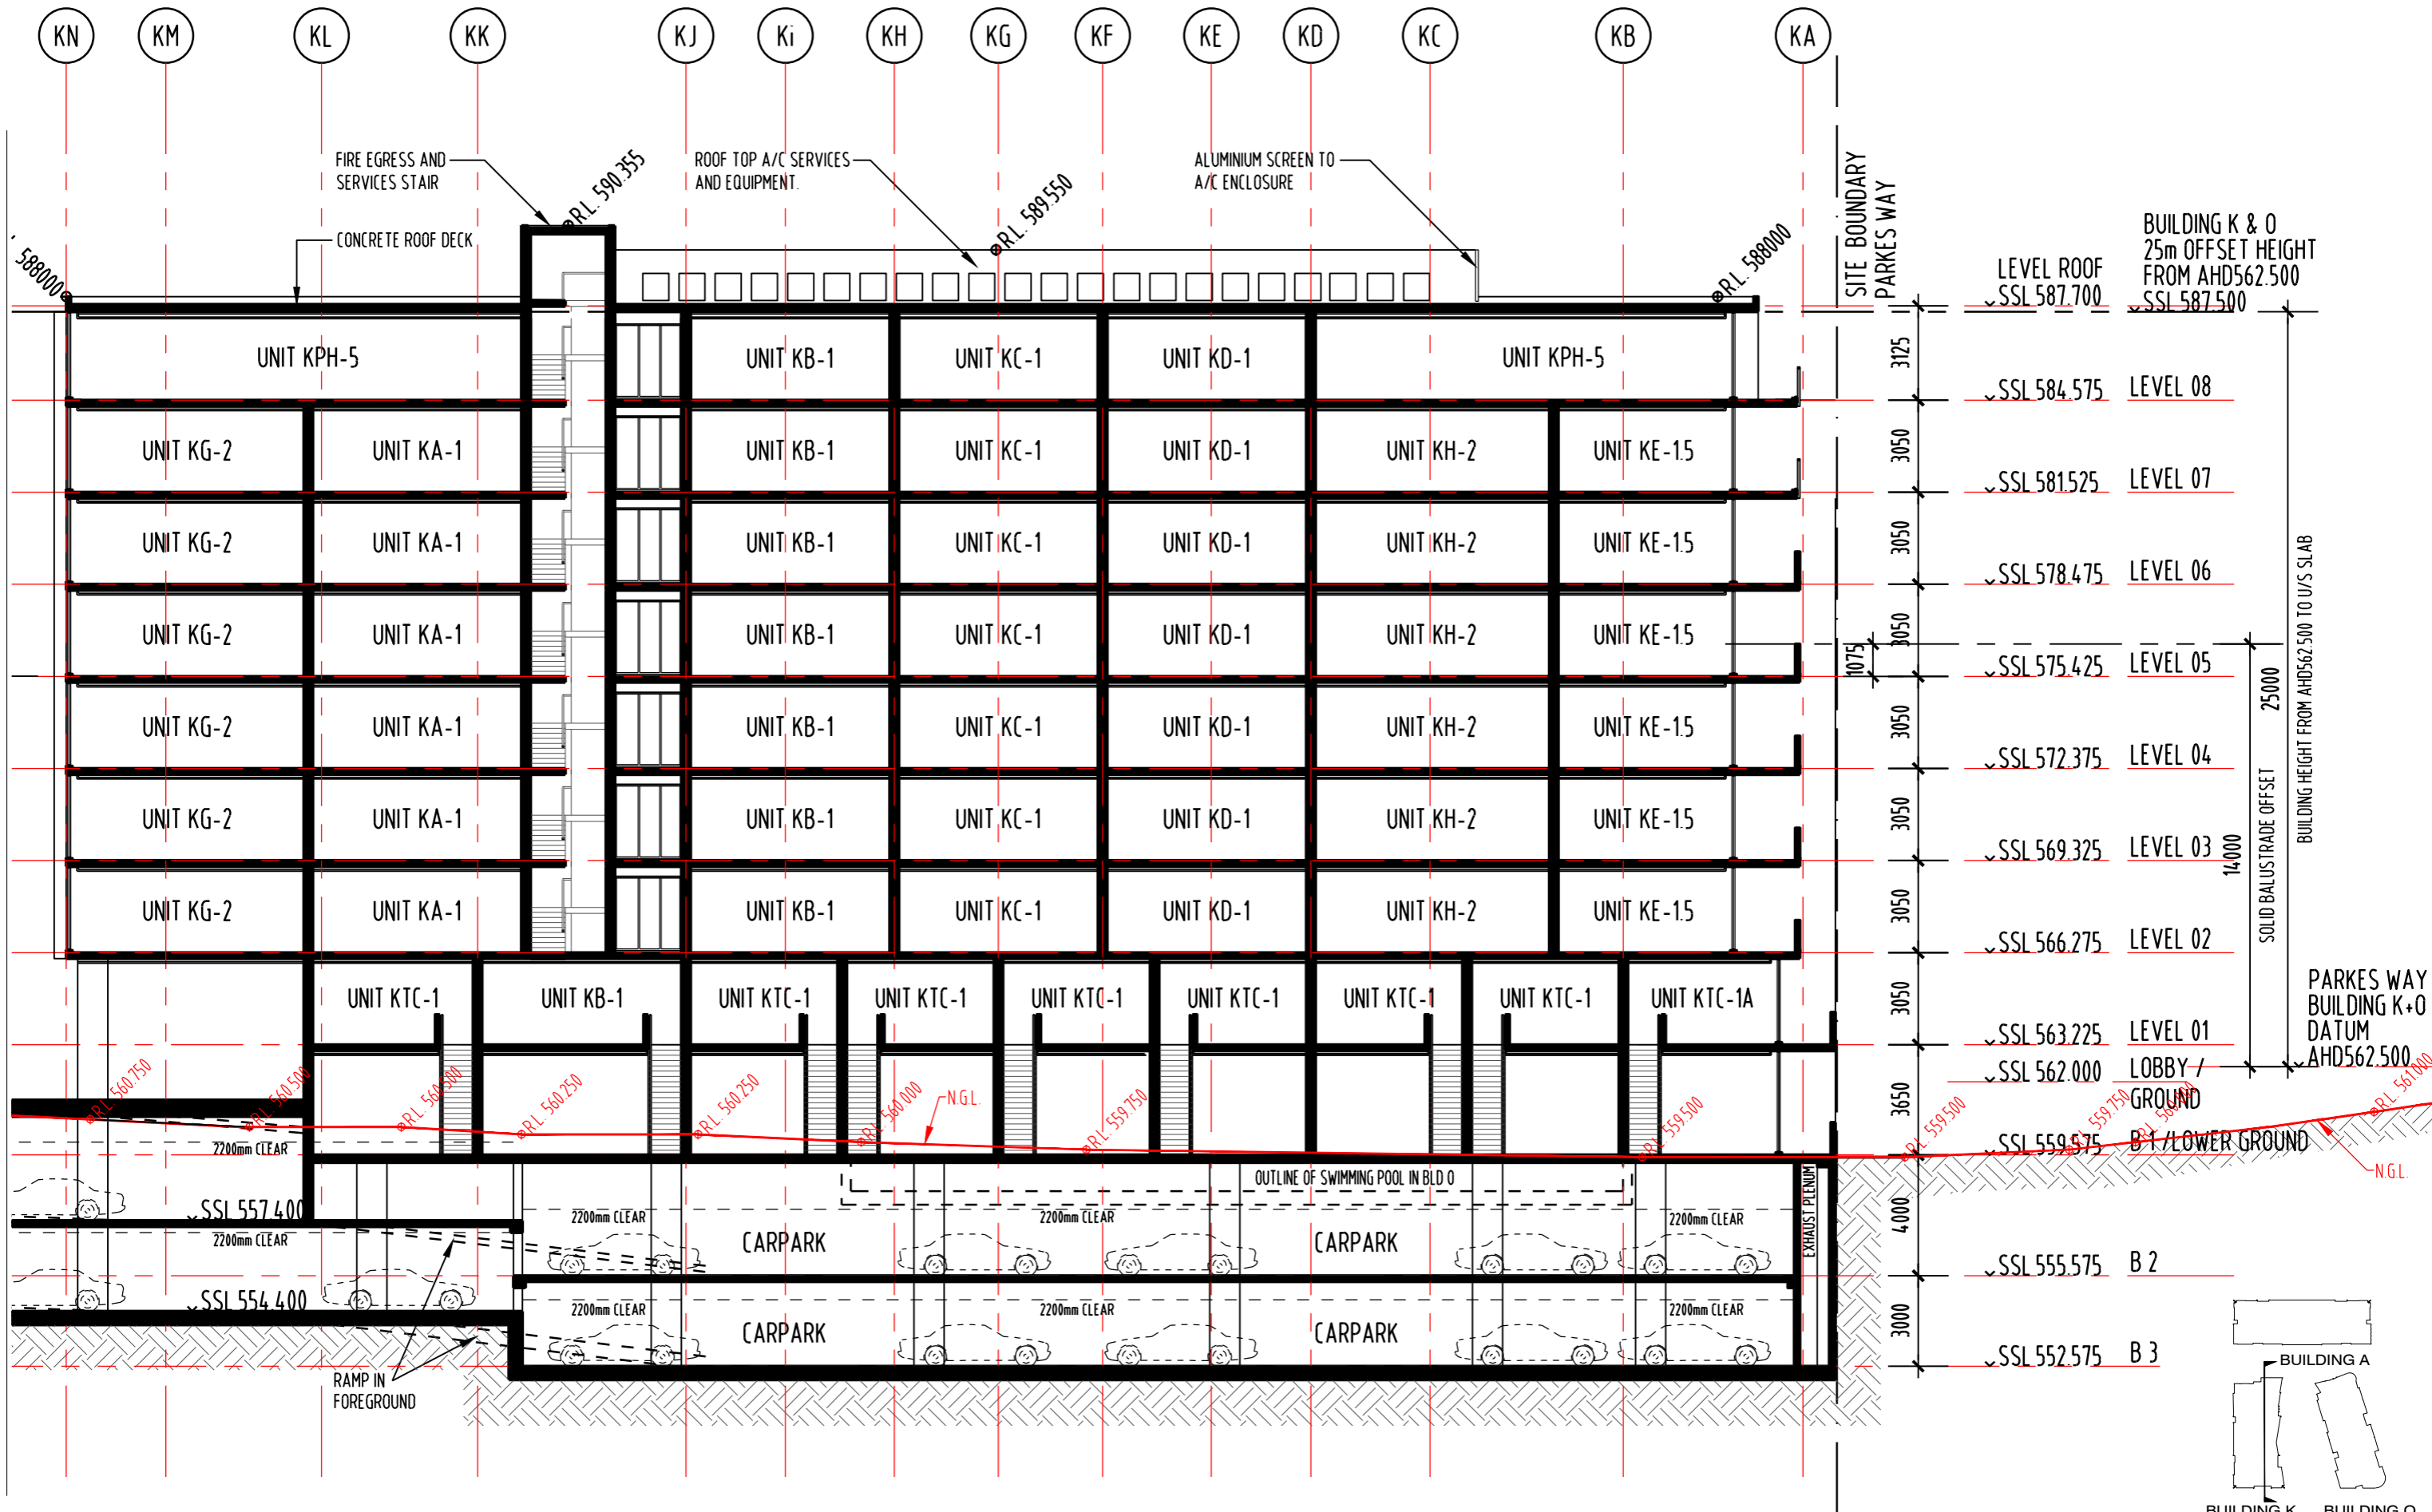 KN KM KL KK KJ Ki KH KG KF KE KD KC KB KA
FIRE EGRESS AND
SERVICES STAIR
R.L. 590.355
ROOF TOP A/C SERVICES
AND EQUIPMENT.
R.L. 589.550
ALUMINIUM SCREEN TO
A/C ENCLOSURE
SITE BOUNDARY
PARKES WAY
CONCRETE ROOF DECK
588000
R.L. 588000
LEVEL ROOF
SSL 587.700
BUILDING K & O
25m OFFSET HEIGHT
FROM AHD562.500
SSL 587.500
UNIT KPH-5 UNIT KB-1 UNIT KC-1 UNIT KD-1 UNIT KPH-5
3125
SSL 584.575 LEVEL 08
UNIT KG-2 UNIT KA-1 UNIT KB-1 UNIT KC-1 UNIT KD-1 UNIT KH-2 UNIT KE-1.5
3050
SSL 581.525 LEVEL 07
UNIT KG-2 UNIT KA-1 UNIT KB-1 UNIT KC-1 UNIT KD-1 UNIT KH-2 UNIT KE-1.5
3050
SSL 578.475 LEVEL 06
UNIT KG-2 UNIT KA-1 UNIT KB-1 UNIT KC-1 UNIT KD-1 UNIT KH-2 UNIT KE-1.5
3050
1075
SSL 575.425 LEVEL 05
UNIT KG-2 UNIT KA-1 UNIT KB-1 UNIT KC-1 UNIT KD-1 UNIT KH-2 UNIT KE-1.5
3050
SSL 572.375 LEVEL 04
UNIT KG-2 UNIT KA-1 UNIT KB-1 UNIT KC-1 UNIT KD-1 UNIT KH-2 UNIT KE-1.5
3050
SSL 569.325 LEVEL 03
UNIT KG-2 UNIT KA-1 UNIT KB-1 UNIT KC-1 UNIT KD-1 UNIT KH-2 UNIT KE-1.5
3050
SSL 566.275 LEVEL 02
14000
SOLID BALUSTRADE OFFSET
25000
BUILDING HEIGHT FROM AHD562.500 TO U/S SLAB
UNIT KTC-1 UNIT KB-1 UNIT KTC-1 UNIT KTC-1 UNIT KTC-1 UNIT KTC-1 UNIT KTC-1 UNIT KTC-1 UNIT KTC-1A
3050
SSL 563.225 LEVEL 01
PARKES WAY
BUILDING K+O
DATUM
AHD562.500
SSL 562.000 LOBBY /
GROUND
3650
R.L. 560.750
R.L. 560.500
R.L. 560.500
R.L. 560.250
R.L. 560.250
R.L. 560.000
N.G.L.
R.L. 559.750
R.L. 559.500
R.L. 559.500
R.L. 559.750
R.L. 560.000
R.L. 561.000
SSL 559.575 B 1 /LOWER GROUND
N.G.L.
2200mm CLEAR
OUTLINE OF SWIMMING POOL IN BLD O
EXHAUST PLENUM
SSL 557.400
2200mm CLEAR 2200mm CLEAR 2200mm CLEAR 2200mm CLEAR
CARPARK CARPARK
4000
SSL 555.575 B 2
SSL 554.400
2200mm CLEAR 2200mm CLEAR 2200mm CLEAR
CARPARK CARPARK
3000
SSL 552.575 B 3
RAMP IN
FOREGROUND
BUILDING A
BUILDING K BUILDING O